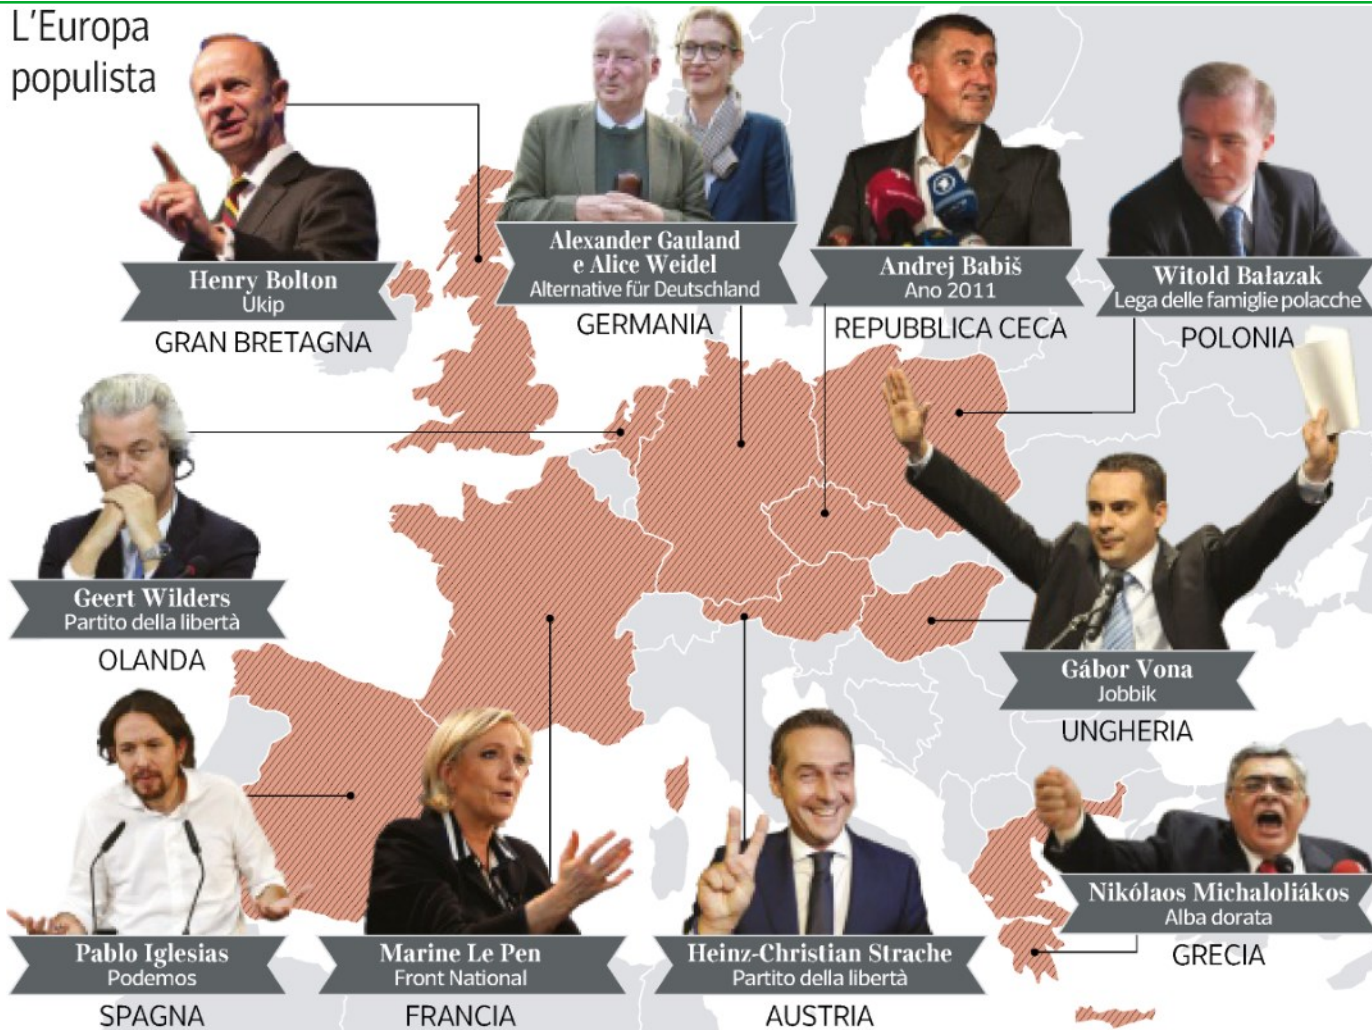 L'Europa
populista
Henry Bolton
Ukip
GRAN BRETAGNA
Alexander Gauland
e Alice Weidel
Alternative für Deutschland
GERMANIA
Andrej Babiš
Ano 2011
REPUBBLICA CECA
Witold Bałazak
Lega delle famiglie polacche
POLONIA
Geert Wilders
Partito della libertà
OLANDA
Gábor Vona
Jobbik
UNGHERIA
Pablo Iglesias
Podemos
SPAGNA
Marine Le Pen
Front National
FRANCIA
Heinz-Christian Strache
Partito della libertà
AUSTRIA
Nikólaos Michaloliákos
Alba dorata
GRECIA